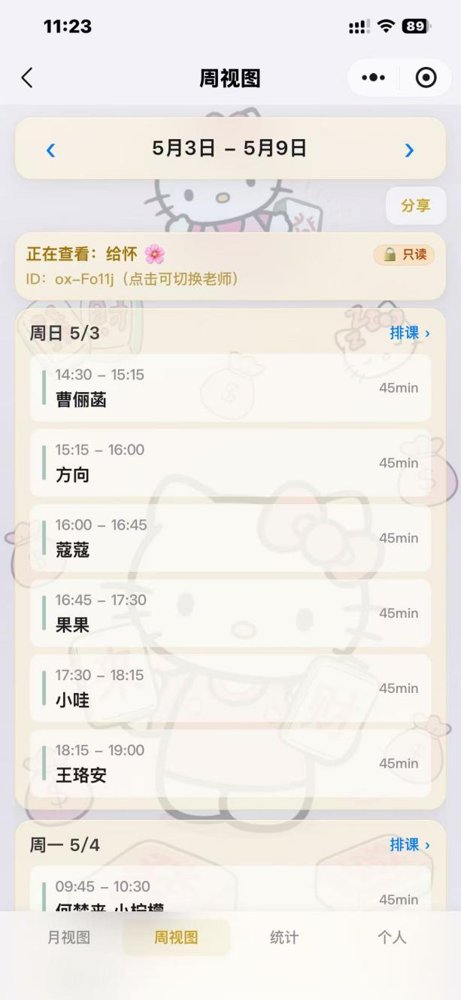 11:23
89
周视图
5月3日 – 5月9日
分享
正在查看：给怀 🌸
🔒 只读
ID：ox-Fo11j（点击可切换老师）
周日 5/3
排课 ›
14:30 – 15:15
曹俪菡
45min
15:15 – 16:00
方向
45min
16:00 – 16:45
蔻蔻
45min
16:45 – 17:30
果果
45min
17:30 – 18:15
小哇
45min
18:15 – 19:00
王珞安
45min
周一 5/4
排课 ›
09:45 – 10:30
45min
月视图
周视图
统计
个人